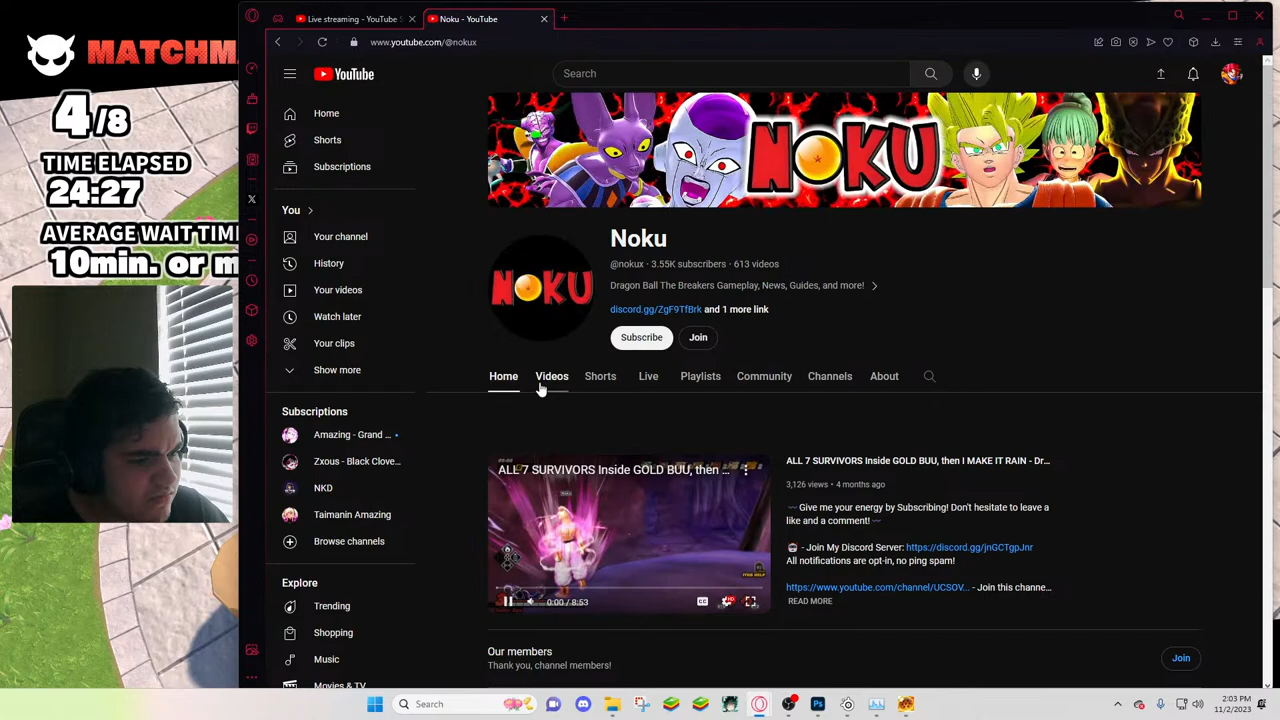 MATCHM
4/8
TIME ELAPSED
24:27
AVERAGE WAIT TIM
10min. or m
Live streaming - YouTube S
Noku - YouTube
www.youtube.com/@nokux
YouTube
Search
Home
Shorts
Subscriptions
You
Your channel
History
Your videos
Watch later
Your clips
Show more
Subscriptions
Amazing - Grand ...
Zxous - Black Clove...
NKD
Taimanin Amazing
Browse channels
Explore
Trending
Shopping
Music
Movies & TV
NOKU
NOKU
Noku
@nokux · 3.55K subscribers · 613 videos
Dragon Ball The Breakers Gameplay, News, Guides, and more!
discord.gg/ZgF9TfBrk and 1 more link
Subscribe
Join
Home Videos Shorts Live Playlists Community Channels About
ALL 7 SURVIVORS Inside GOLD BUU, then ...
0:00 / 8:53
CC
HD
ALL 7 SURVIVORS Inside GOLD BUU, then I MAKE IT RAIN - Dr...
3,126 views • 4 months ago
Give me your energy by Subscribing! Don't hesitate to leave a
like and a comment!
- Join My Discord Server: https://discord.gg/jnGCTgpJnr
All notifications are opt-in, no ping spam!
https://www.youtube.com/channel/UCSOV... - Join this channe...
READ MORE
Our members
Thank you, channel members!
Join
Search
2:03 PM
11/2/2023